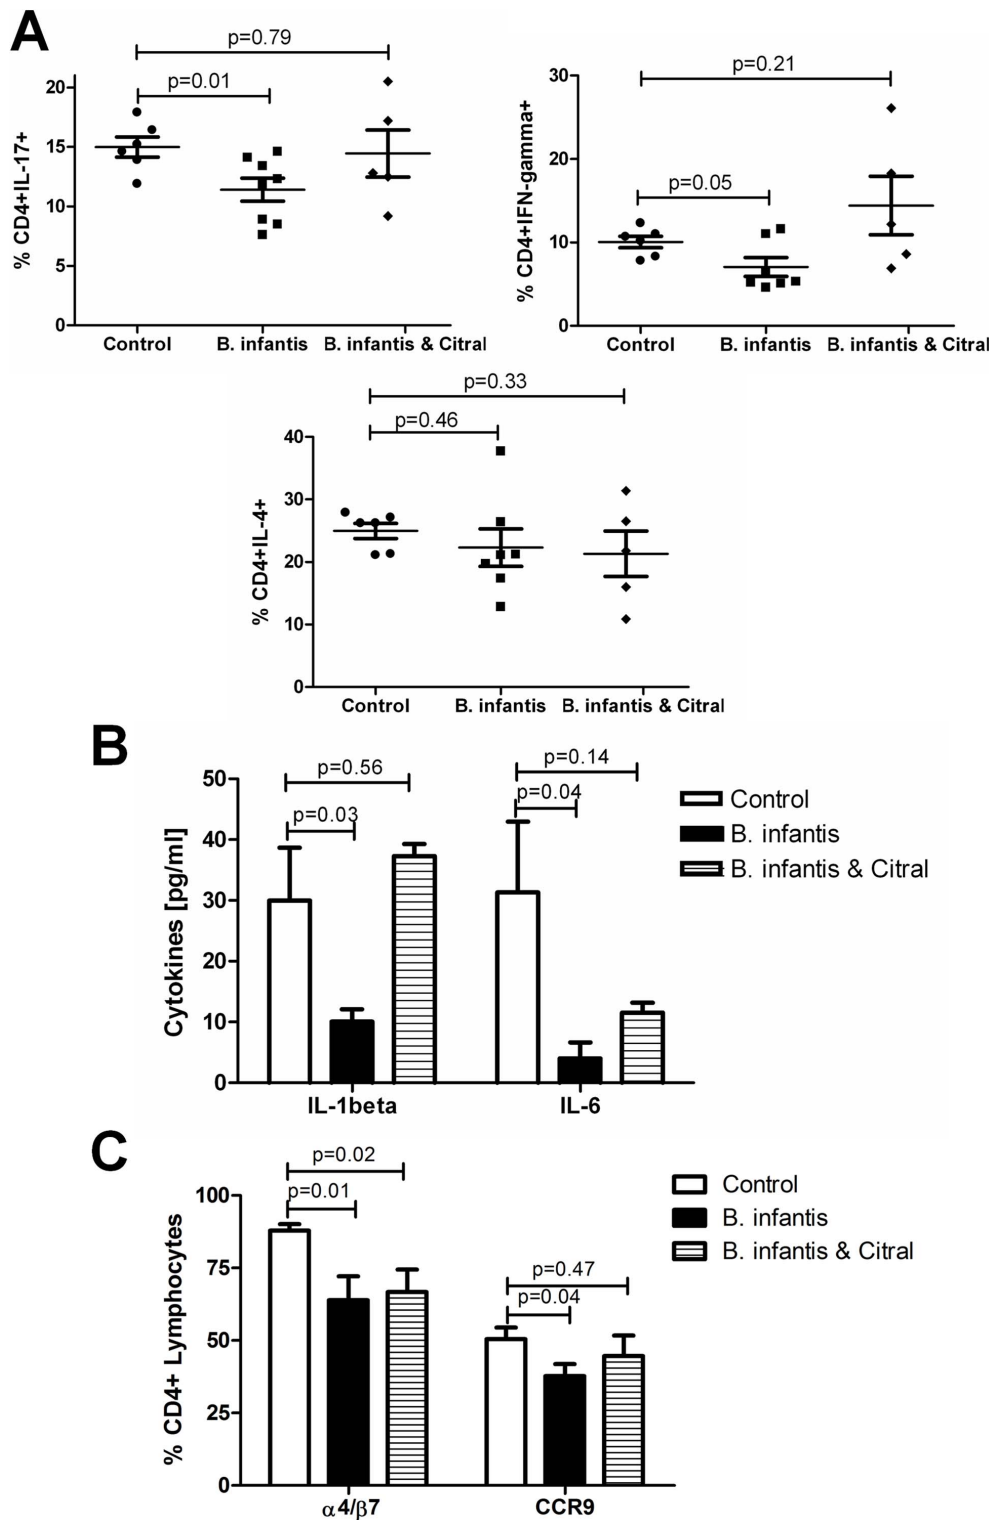 A
p=0.79
p=0.01
% CD4+IL-17+
20
15
10
5
0
Control B. infantis B. infantis & Citral
p=0.21
p=0.05
% CD4+IFN-gamma+
30
20
10
0
Control B. infantis B. infantis & Citral
p=0.33
p=0.46
% CD4+IL-4+
40
30
20
10
0
Control B. infantis B. infantis & Citral
B
p=0.56
p=0.03
p=0.14
p=0.04
Cytokines [pg/ml]
50
40
30
20
10
0
IL-1beta IL-6
Control
B. infantis
B. infantis & Citral
C
p=0.02
p=0.01
p=0.47
p=0.04
% CD4+ Lymphocytes
100
75
50
25
0
α4/β7 CCR9
Control
B. infantis
B. infantis & Citral